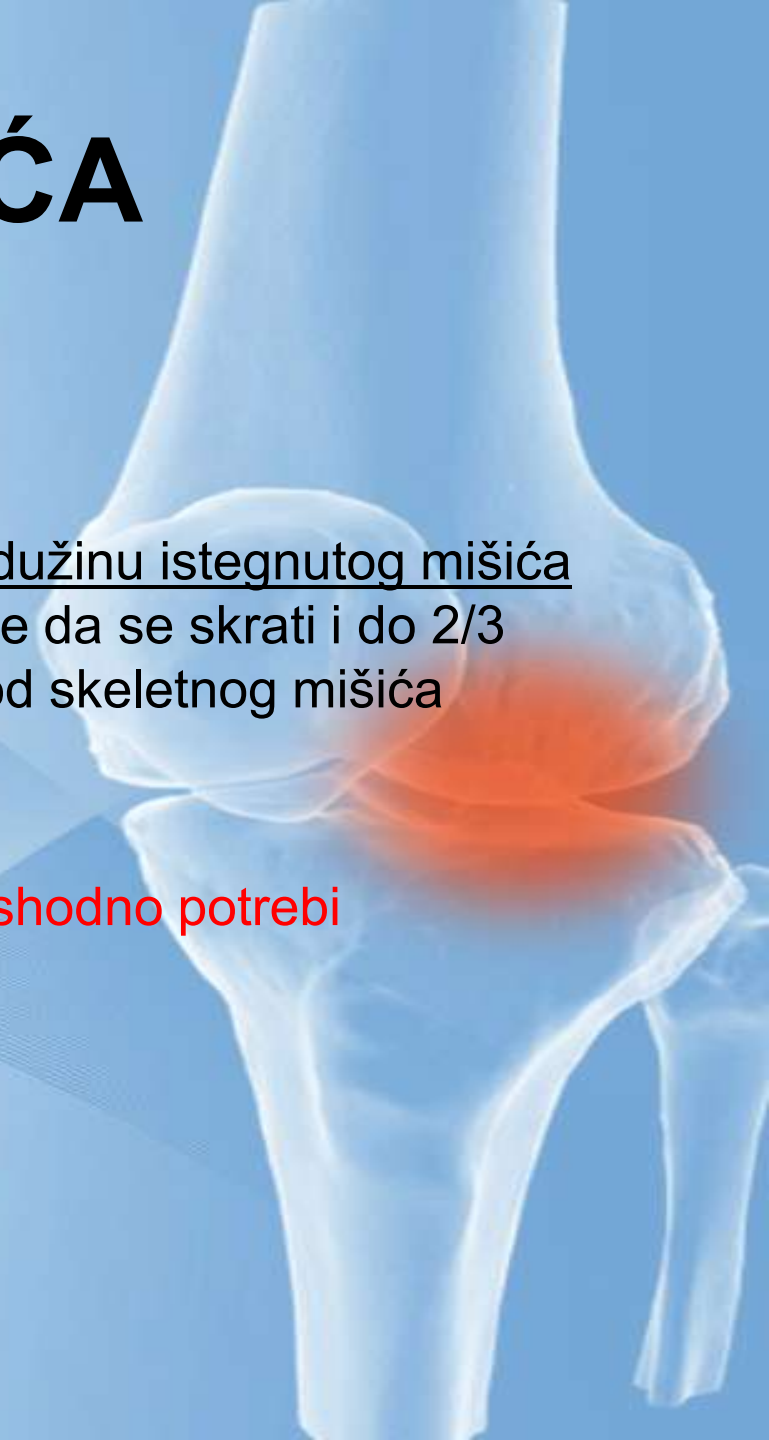 ĆA
dužinu istegnutog mišića
e da se skrati i do 2/3
od skeletnog mišića
shodno potrebi